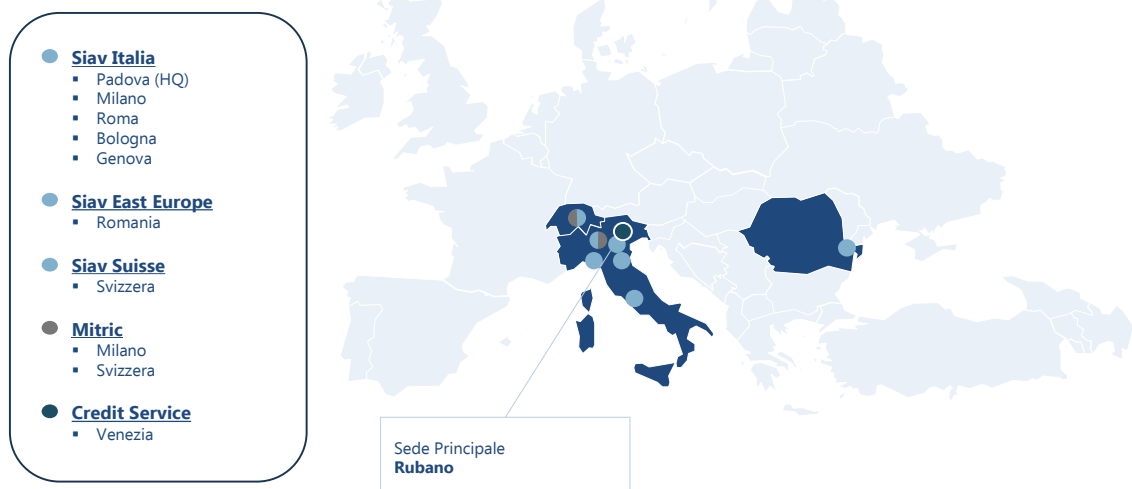 Siav Italia
▪ Padova (HQ)
▪ Milano
▪ Roma
▪ Bologna
▪ Genova
Siav East Europe
▪ Romania
Siav Suisse
▪ Svizzera
Mitric
▪ Milano
▪ Svizzera
Credit Service
▪ Venezia
Sede Principale
Rubano